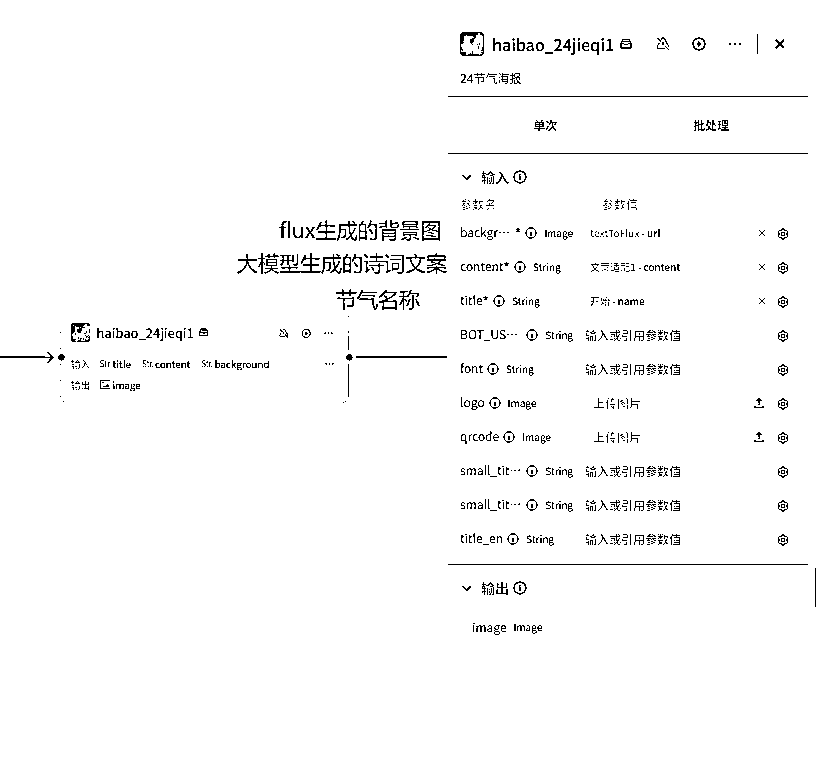 haibao_24jieqi1
24节气海报
单次 批处理
输入
参数名 参数值
flux生成的背景图
backgr··· * Image textToFlux - url
大模型生成的诗词文案
content* String 文案适配1 - content
节气名称
title* String 开始 - name
haibao_24jieqi1
输入 Str. title Str. content Str. background ···
输出 image
BOT_US··· String 输入或引用参数值
font String 输入或引用参数值
logo Image 上传图片
qrcode Image 上传图片
small_tit··· String 输入或引用参数值
small_tit··· String 输入或引用参数值
title_en String 输入或引用参数值
输出
image Image